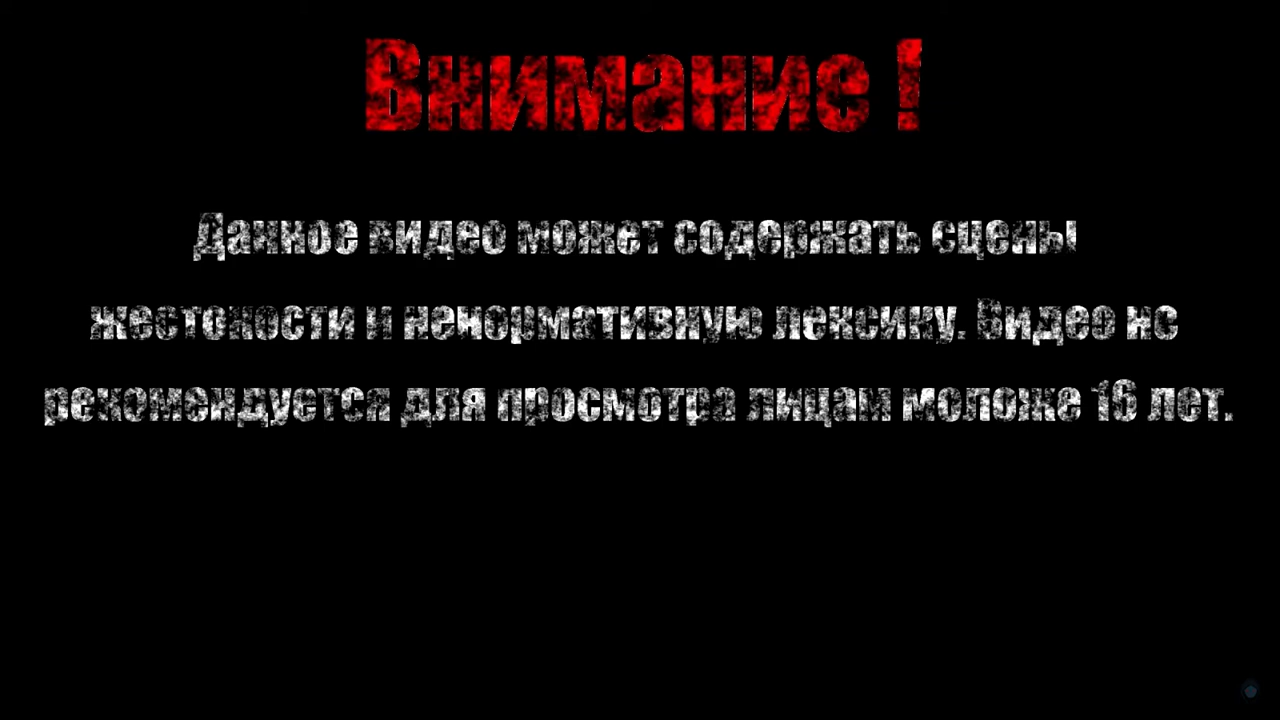 Внимание !
Данное видео может содержать сцены
жестокости и ненормативную лексику. Видео не
рекомендуется для просмотра лицам моложе 16 лет.